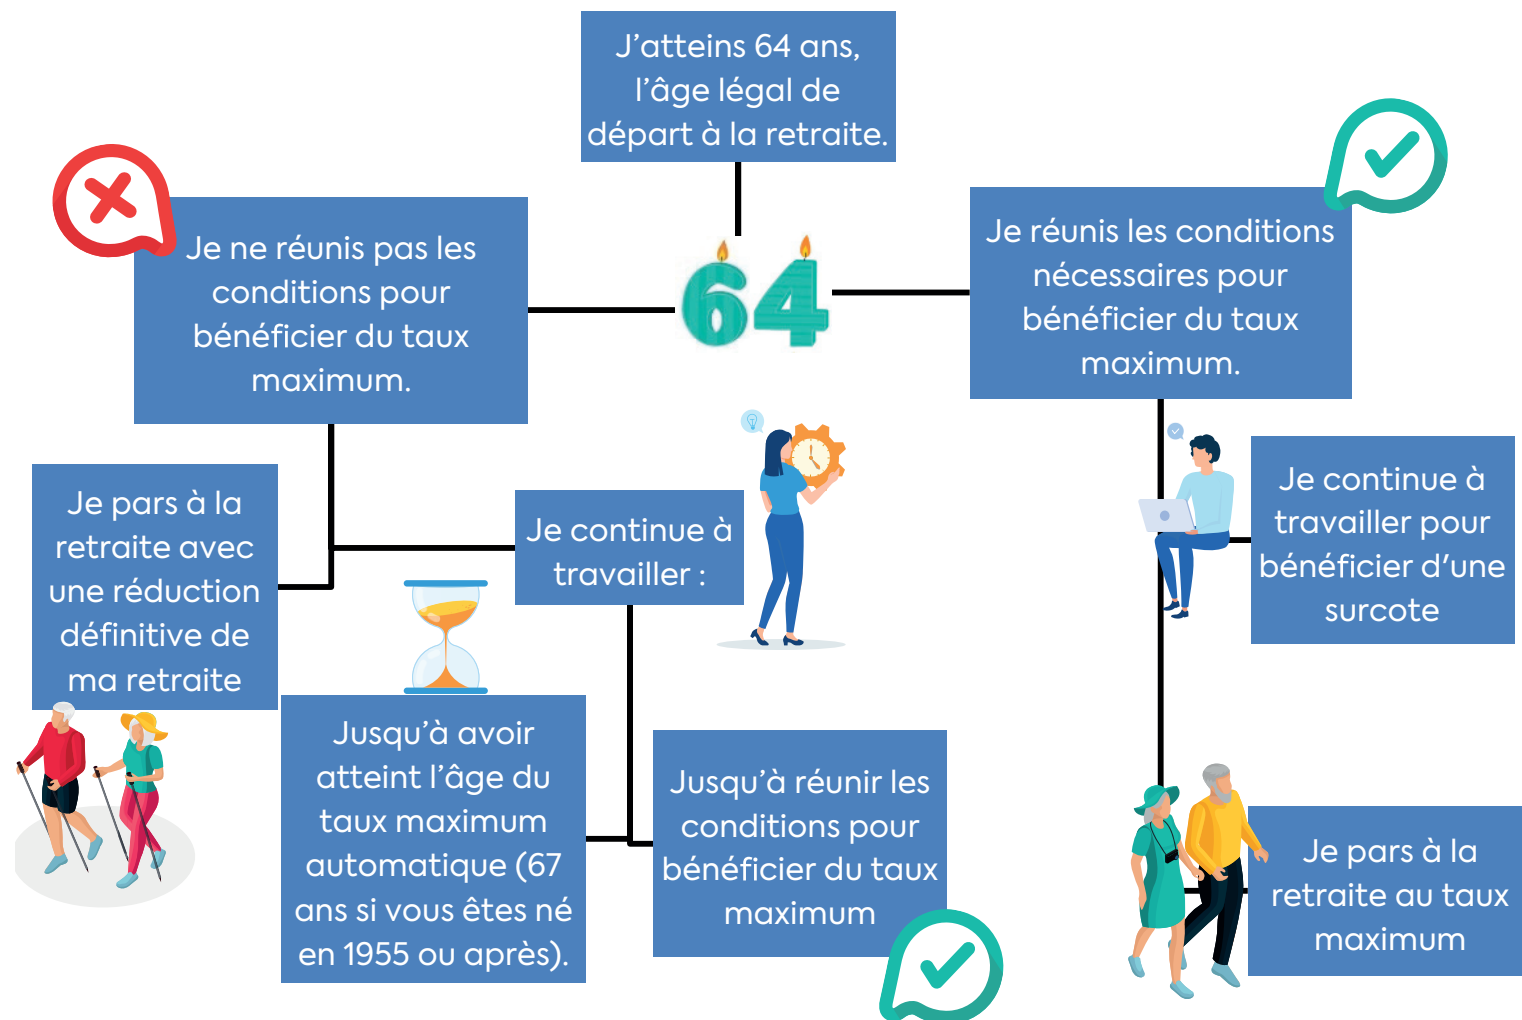 J’atteins 64 ans,
l’âge légal de
départ à la retraite.
64
Je ne réunis pas les
conditions pour
bénéficier du taux
maximum.
Je réunis les conditions
nécessaires pour
bénéficier du taux
maximum.
Je pars à la
retraite avec
une réduction
définitive de
ma retraite
Je continue à
travailler :
Jusqu’à avoir
atteint l’âge du
taux maximum
automatique (67
ans si vous êtes né
en 1955 ou après).
Jusqu’à réunir les
conditions pour
bénéficier du taux
maximum
Je continue à
travailler pour
bénéficier d’une
surcote
Je pars à la
retraite au taux
maximum